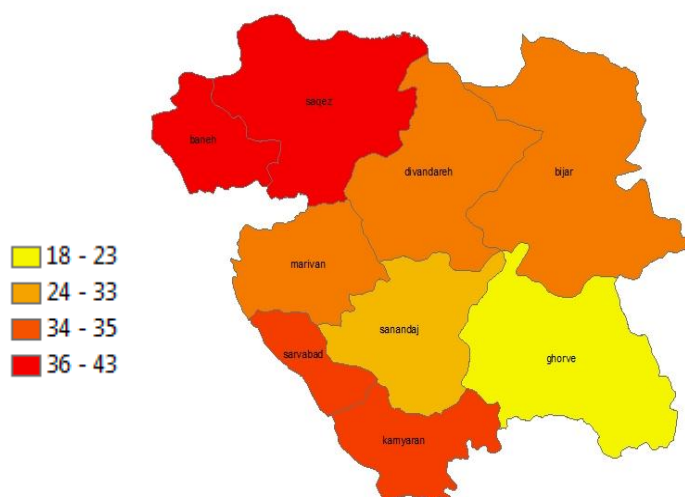 saqez
baneh
divandareh
bijar
marivan
sanandaj
sarvabad
ghorve
kamyaran
18 - 23
24 - 33
34 - 35
36 - 43